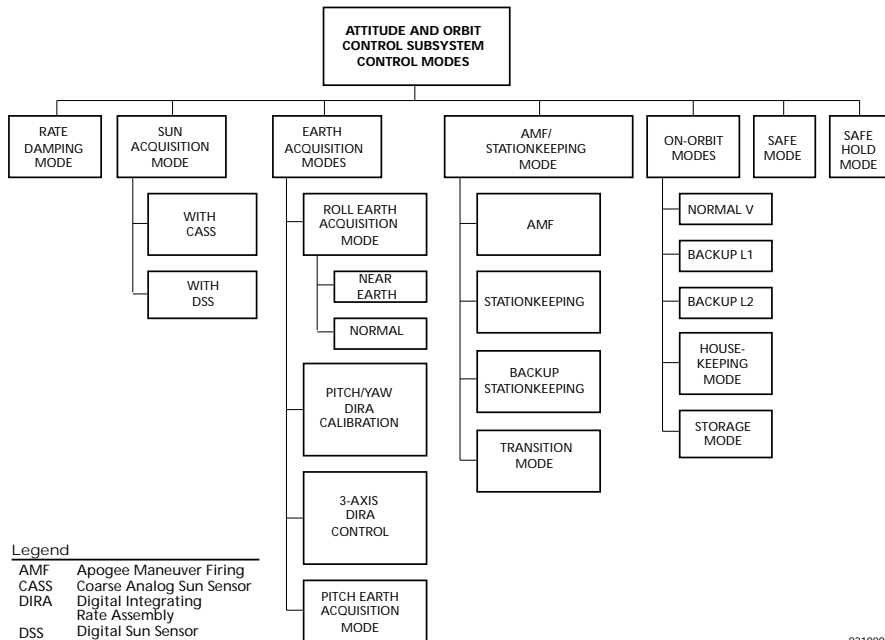 ATTITUDE AND ORBIT
CONTROL SUBSYSTEM
CONTROL MODES
RATE
DAMPING
MODE
SUN
ACQUISITION
MODE
EARTH
ACQUISITION
MODES
AMF/
STATIONKEEPING
MODE
ON-ORBIT
MODES
SAFE
MODE
SAFE
HOLD
MODE
WITH
CASS
WITH
DSS
ROLL EARTH
ACQUISITION
MODE
NEAR
EARTH
NORMAL
PITCH/YAW
DIRA
CALIBRATION
3-AXIS
DIRA
CONTROL
PITCH EARTH
ACQUISITION
MODE
AMF
STATIONKEEPING
BACKUP
STATIONKEEPING
TRANSITION
MODE
NORMAL V
BACKUP L1
BACKUP L2
HOUSE-
KEEPING
MODE
STORAGE
MODE
Legend
AMF Apogee Maneuver Firing
CASS Coarse Analog Sun Sensor
DIRA Digital Integrating
Rate Assembly
DSS Digital Sun Sensor